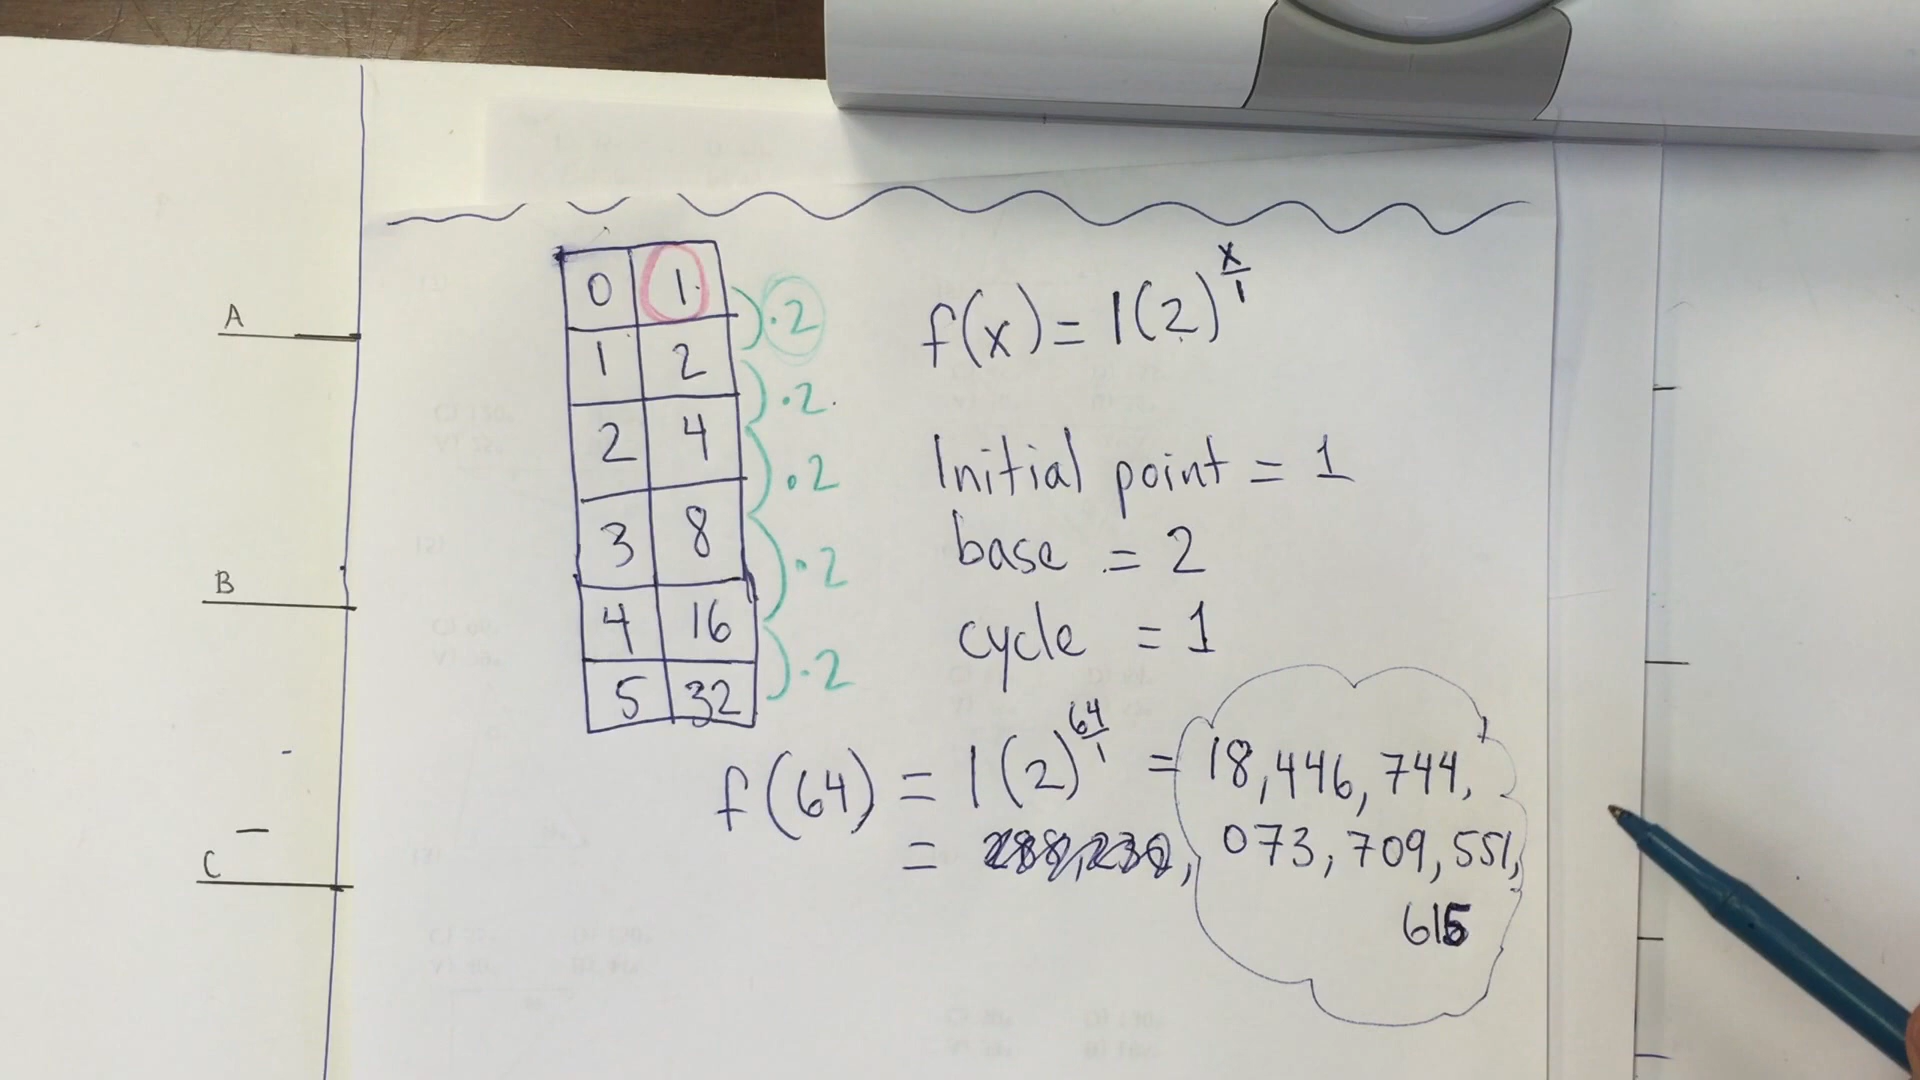 A
B
C
0 1
1 2
2 4
3 8
4 16
5 32
·2
·2
·2
·2
·2
f(x) = 1(2)^(x/1)
Initial point = 1
base = 2
cycle = 1
f(64) = 1(2)^(64/1) = 18,446,744,
= 073,709,551,
615